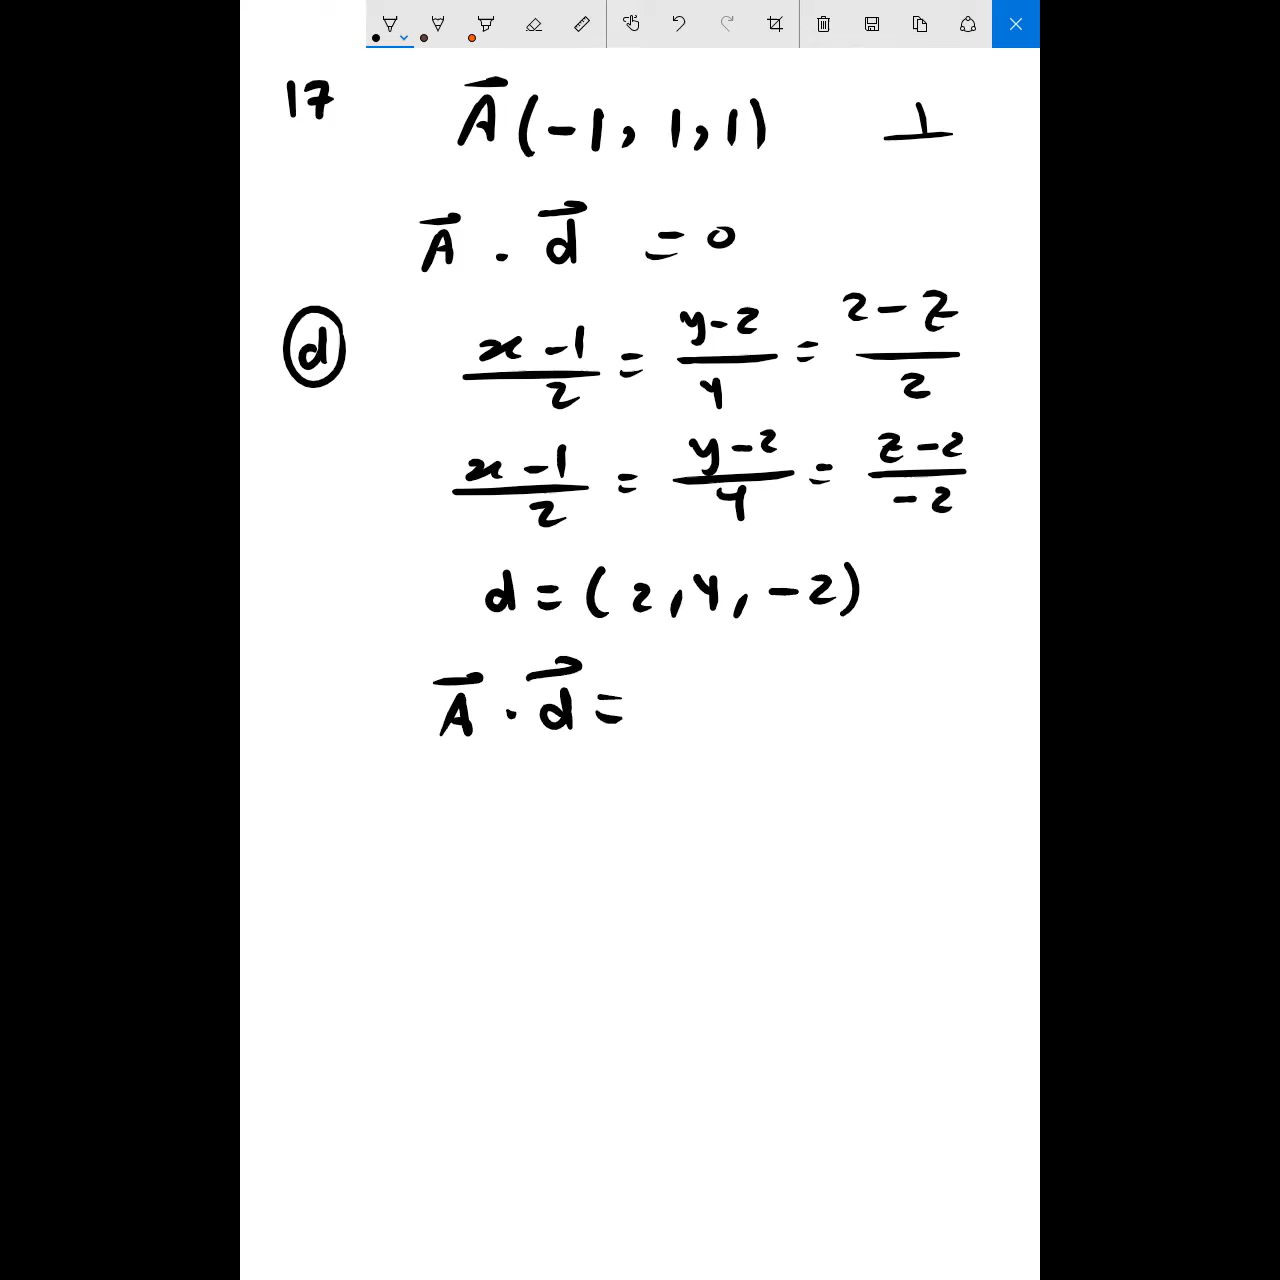 17 A(-1, 1, 1) ⊥
A . d = 0
d x - 1 / 2 = y - 2 / 4 = 2 - z / 2
x - 1 / 2 = y - 2 / 4 = z - 2 / -2
d = (2, 4, -2)
A . d =